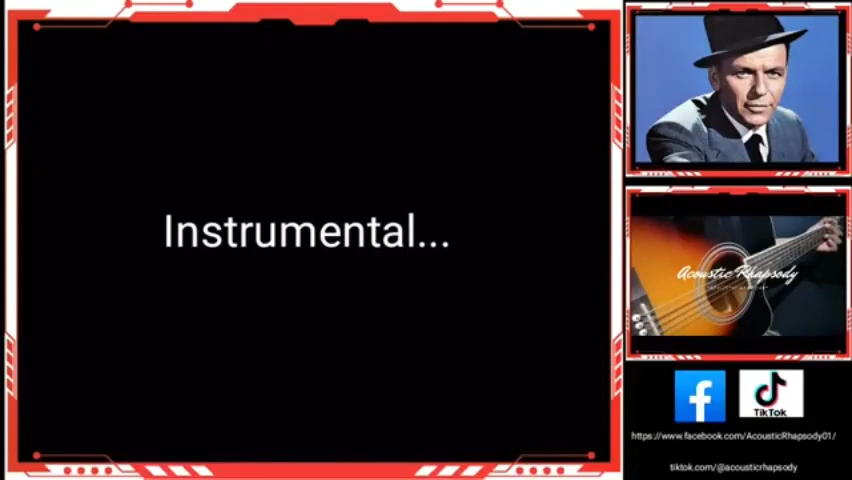 Instrumental...
Acoustic Rhapsody
TikTok
https://www.facebook.com/AcousticRhapsody01/
tiktok.com/@acousticrhapsody